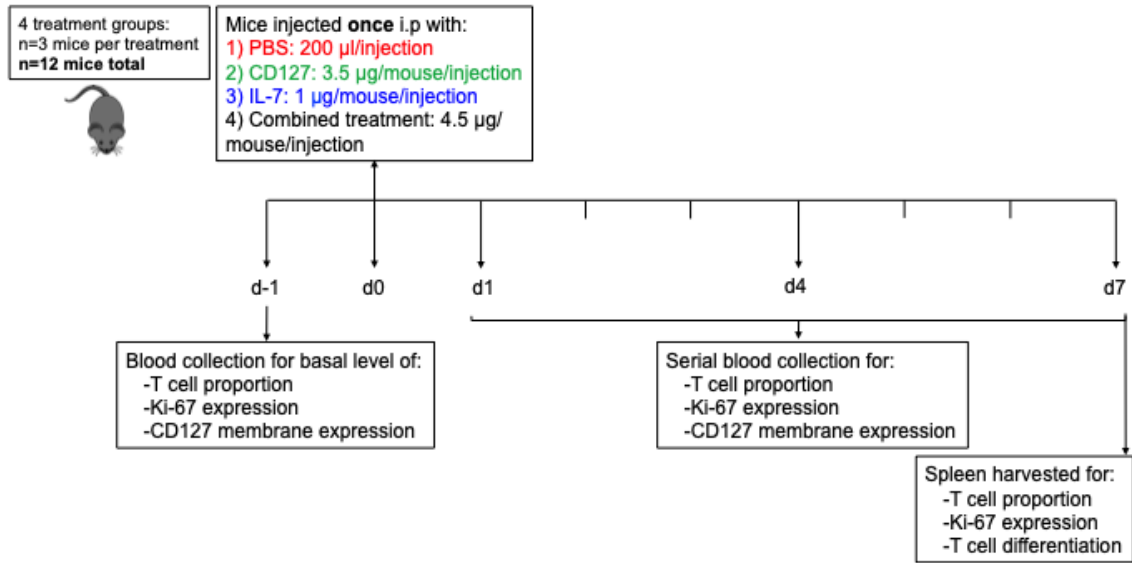 4 treatment groups:
n=3 mice per treatment
n=12 mice total
Mice injected once i.p with:
1) PBS: 200 µl/injection
2) CD127: 3.5 µg/mouse/injection
3) IL-7: 1 µg/mouse/injection
4) Combined treatment: 4.5 µg/
mouse/injection
d-1
d0
d1
d4
d7
Blood collection for basal level of:
-T cell proportion
-Ki-67 expression
-CD127 membrane expression
Serial blood collection for:
-T cell proportion
-Ki-67 expression
-CD127 membrane expression
Spleen harvested for:
-T cell proportion
-Ki-67 expression
-T cell differentiation